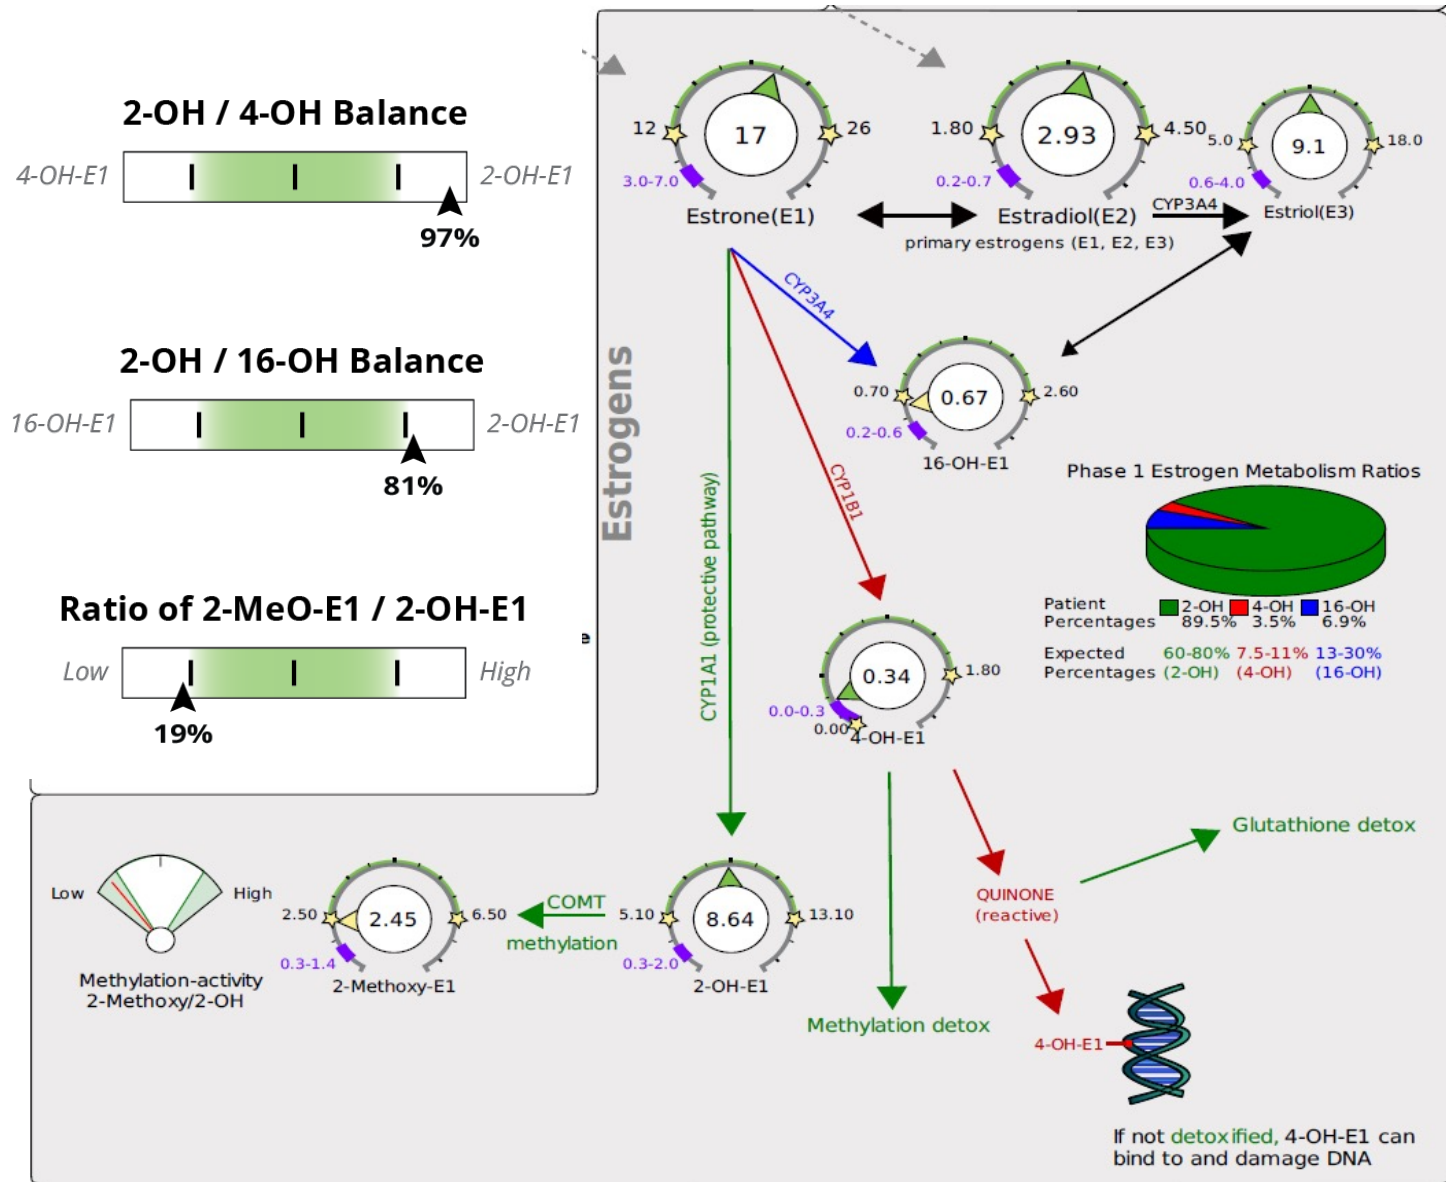 2-OH / 4-OH Balance
4-OH-E1
2-OH-E1
97%
2-OH / 16-OH Balance
16-OH-E1
2-OH-E1
81%
Ratio of 2-MeO-E1 / 2-OH-E1
Low
High
19%
e
Estrogens
12
17
26
3.0-7.0
Estrone(E1)
1.80
2.93
4.50
0.2-0.7
Estradiol(E2)
CYP3A4
5.0
9.1
18.0
0.6-4.0
Estriol(E3)
primary estrogens (E1, E2, E3)
CYP3A4
0.70
0.67
2.60
0.2-0.6
16-OH-E1
CYP1B1
CYP1A1 (protective pathway)
Phase 1 Estrogen Metabolism Ratios
Patient 2-OH 4-OH 16-OH
Percentages 89.5% 3.5% 6.9%
Expected 60-80% 7.5-11% 13-30%
Percentages (2-OH) (4-OH) (16-OH)
0.34
1.80
0.0-0.3
0.00
4-OH-E1
Glutathione detox
QUINONE
(reactive)
Low
High
Methylation-activity
2-Methoxy/2-OH
2.50
2.45
6.50
0.3-1.4
2-Methoxy-E1
COMT
methylation
5.10
8.64
13.10
0.3-2.0
2-OH-E1
Methylation detox
4-OH-E1
If not detoxified, 4-OH-E1 can
bind to and damage DNA